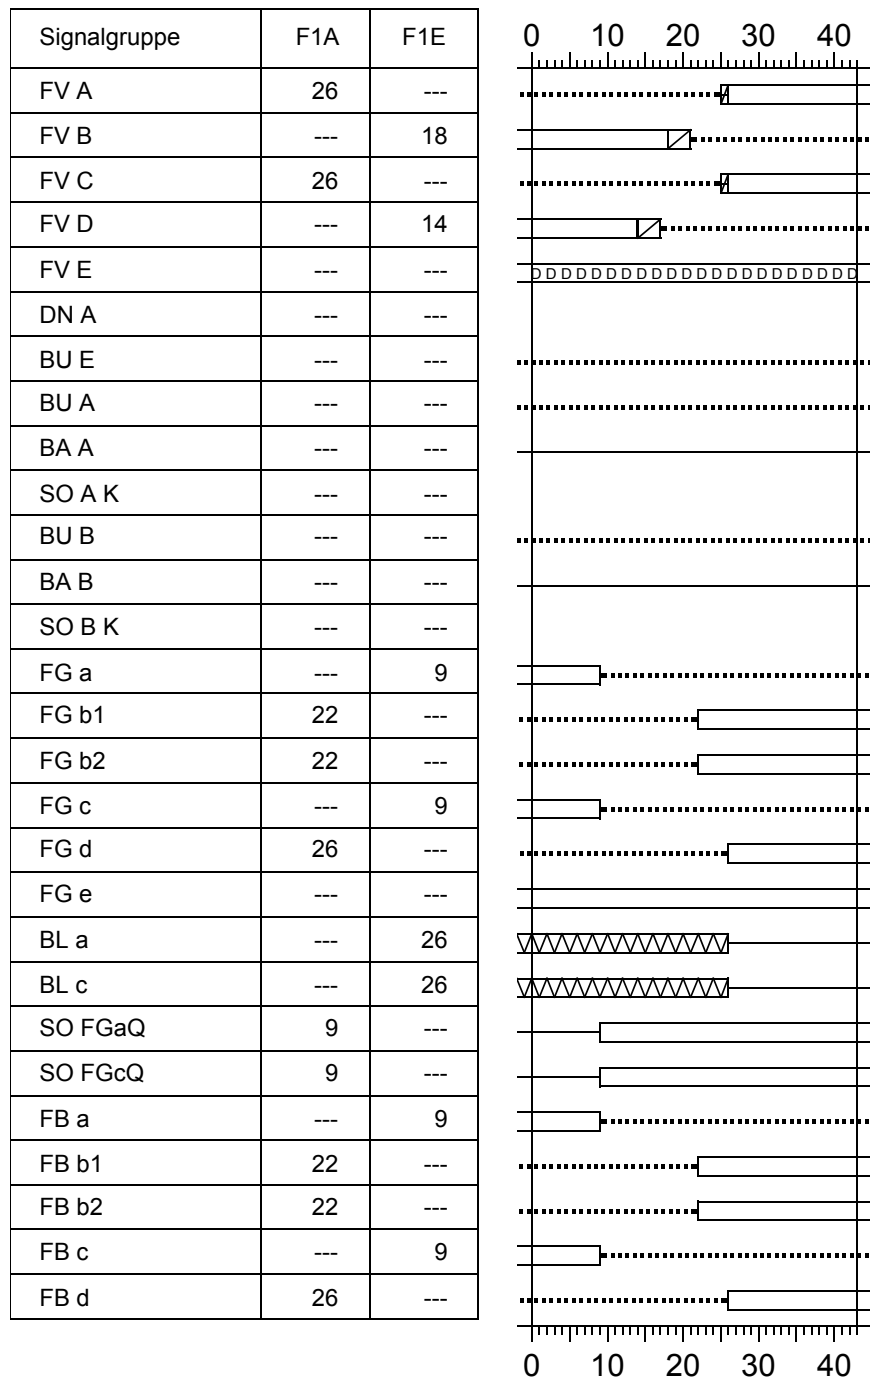 Signalgruppe F1A F1E 0 10 20 30 40
FV A 26 ---
FV B --- 18
FV C 26 ---
FV D --- 14
FV E --- --- D D D D D D D D D D D D D D D D D D D D D D
DN A --- ---
BU E --- ---
BU A --- ---
BA A --- ---
SO A K --- ---
BU B --- ---
BA B --- ---
SO B K --- ---
FG a --- 9
FG b1 22 ---
FG b2 22 ---
FG c --- 9
FG d 26 ---
FG e --- ---
BL a --- 26
BL c --- 26
SO FGaQ 9 ---
SO FGcQ 9 ---
FB a --- 9
FB b1 22 ---
FB b2 22 ---
FB c --- 9
FB d 26 ---
0 10 20 30 40